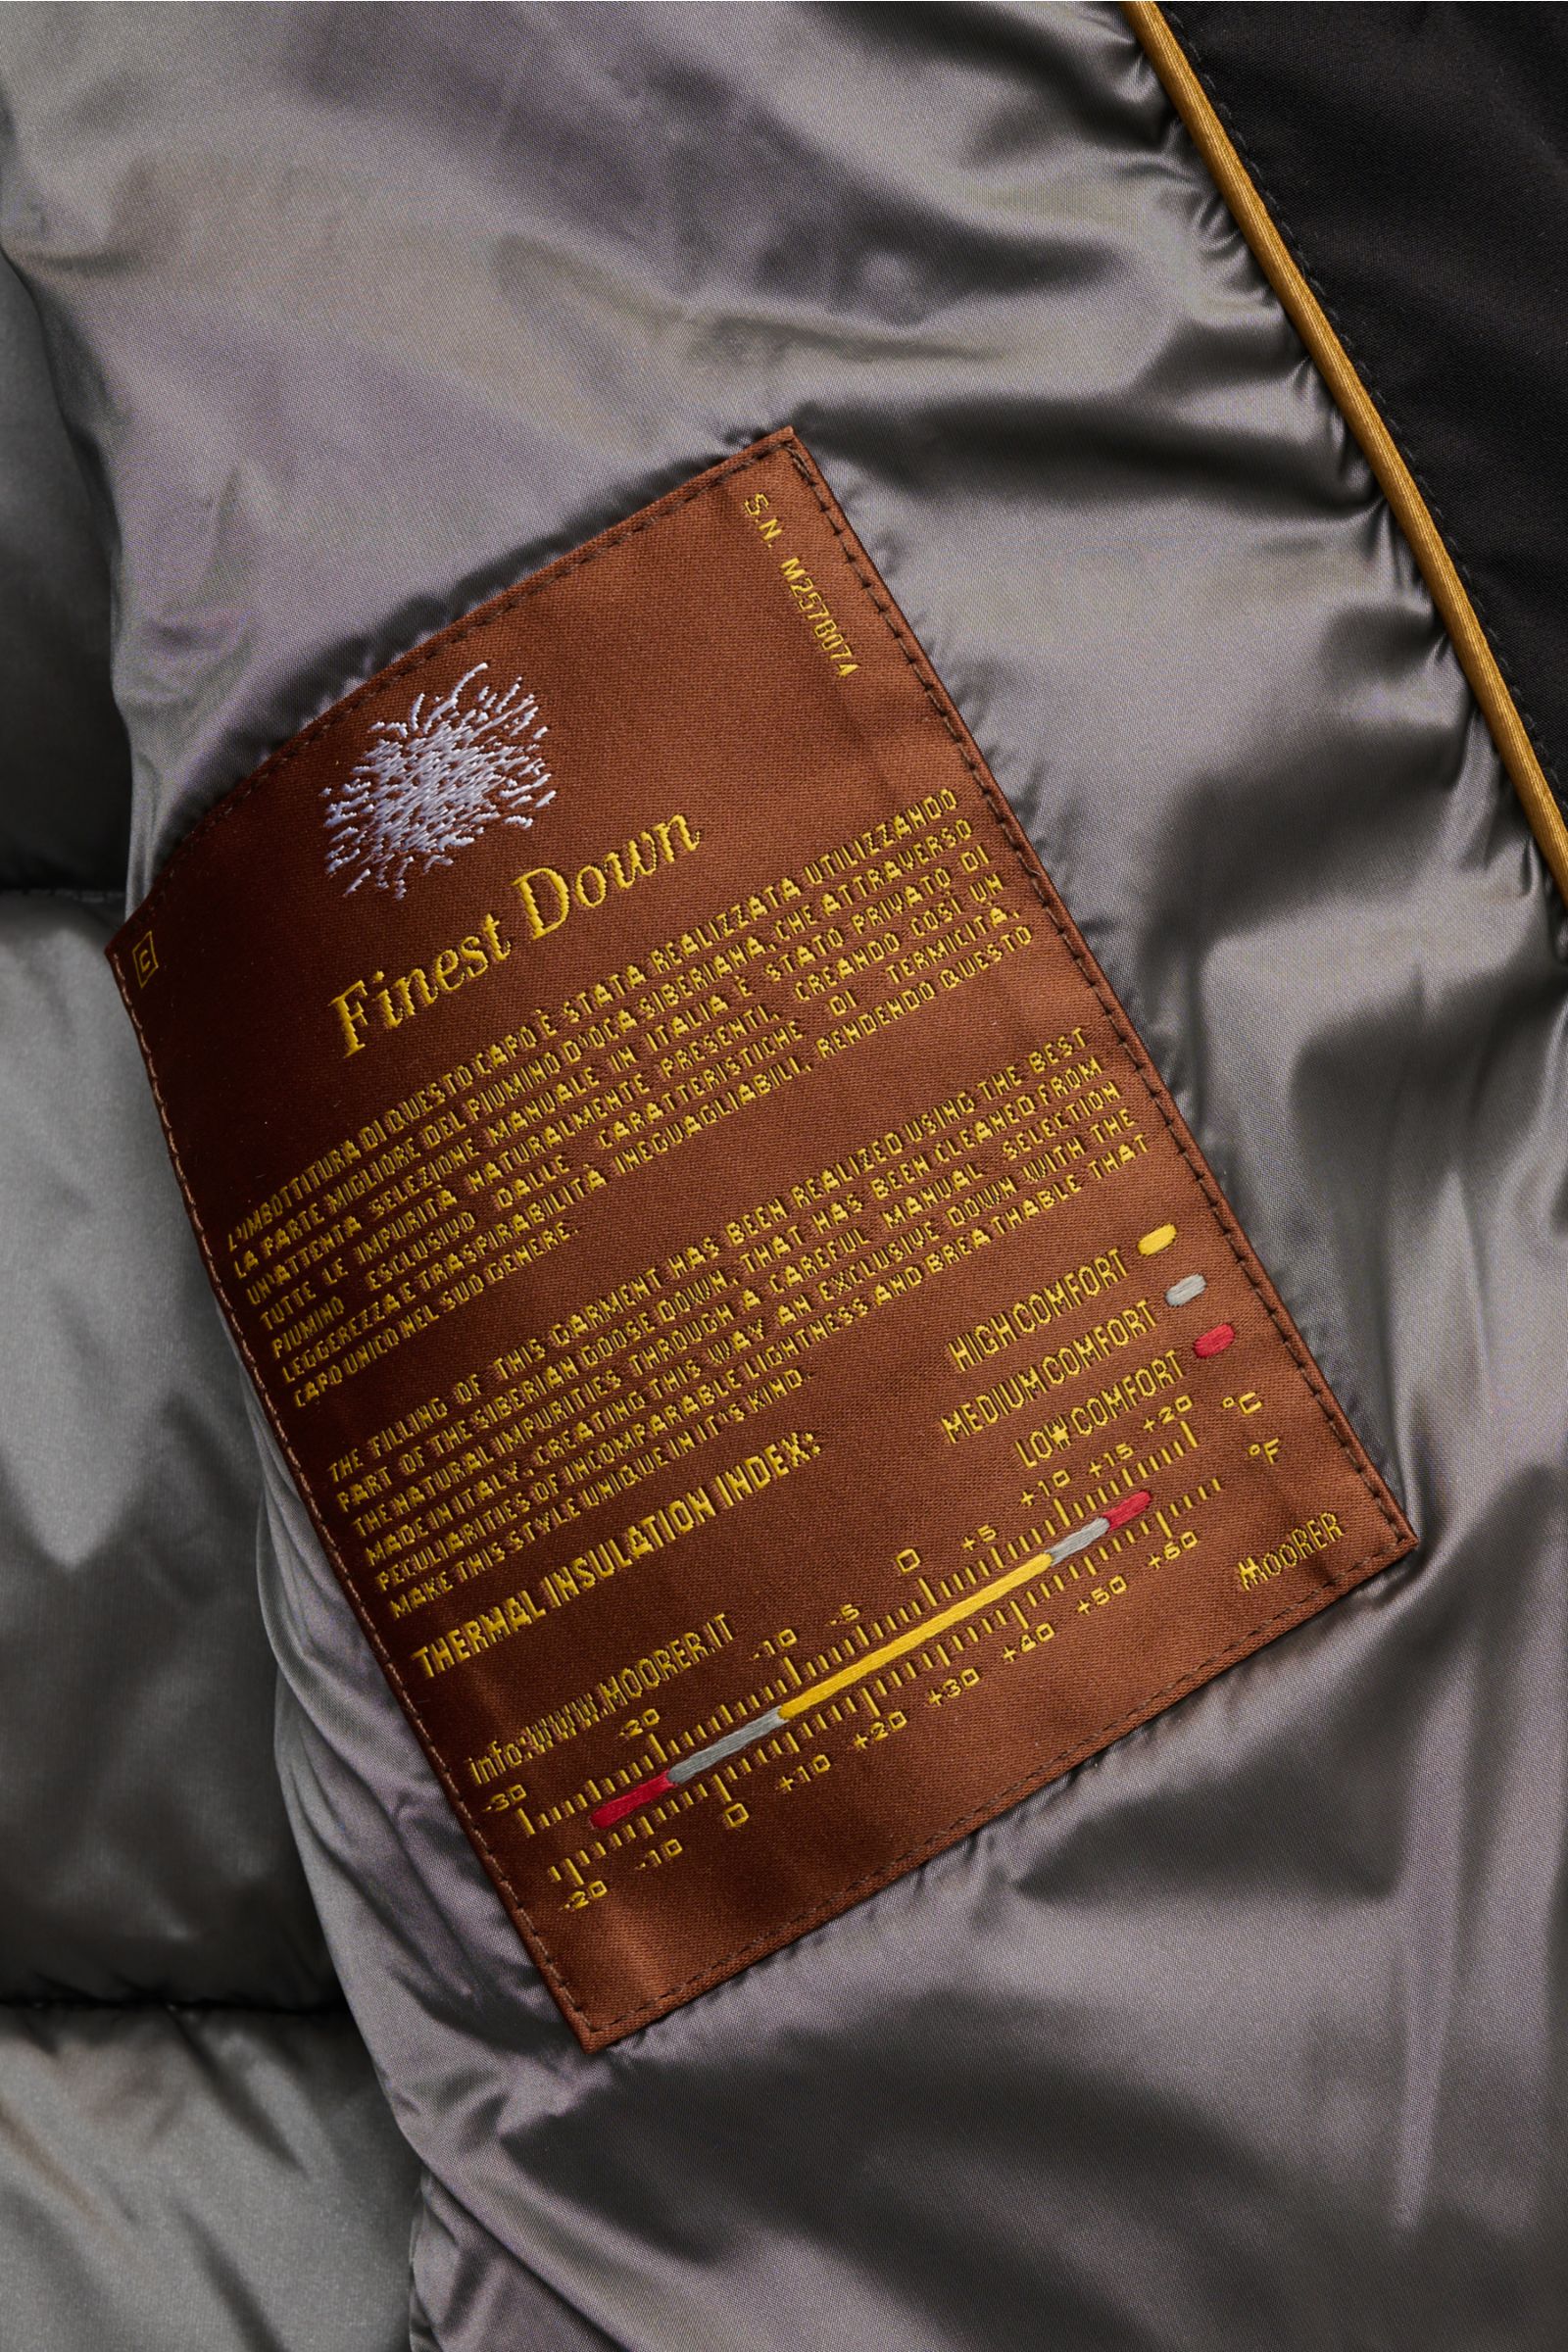 S.N. M2578074
C
Finest Down
L'IMBOTTITURA DI QUESTO CAPO È STATA REALIZZATA UTILIZZANDO
LA PARTE MIGLIORE DEL PIUMINO D'OCA SIBERIANA, CHE ATTRAVERSO
UN'ATTENTA SELEZIONE MANUALE IN ITALIA È STATO PRIVATO DI
TUTTE LE IMPURITÀ NATURALMENTE PRESENTI, CREANDO COSÌ UN
PIUMINO ESCLUSIVO DALLE CARATTERISTICHE DI TERMICITÀ,
LEGGEREZZA E TRASPIRABILITÀ INEGUAGLIABILI, RENDENDO QUESTO
CAPO UNICO NEL SUO GENERE.
THE FILLING OF THIS GARMENT HAS BEEN REALIZED USING THE BEST
PART OF THE SIBERIAN GOOSE DOWN, THAT HAS BEEN CLEANED FROM
THE NATURAL IMPURITIES THROUGH A CAREFUL MANUAL SELECTION
MADE IN ITALY, CREATING THIS WAY AN EXCLUSIVE DOWN WITH THE
PECULIARITIES OF INCOMPARABLE LIGHTNESS AND BREATHABLE THAT
MAKE THIS STYLE UNIQUE IN IT'S KIND.
THERMAL INSULATION INDEX:
HIGH COMFORT
MEDIUM COMFORT
LOW COMFORT
info:www.MOORER.IT
-30 -20 -10 -5 0 +5 +10 +15 +20 °C
-20 -10 0 +10 +20 +30 +40 +50 +60 °F
MOORER